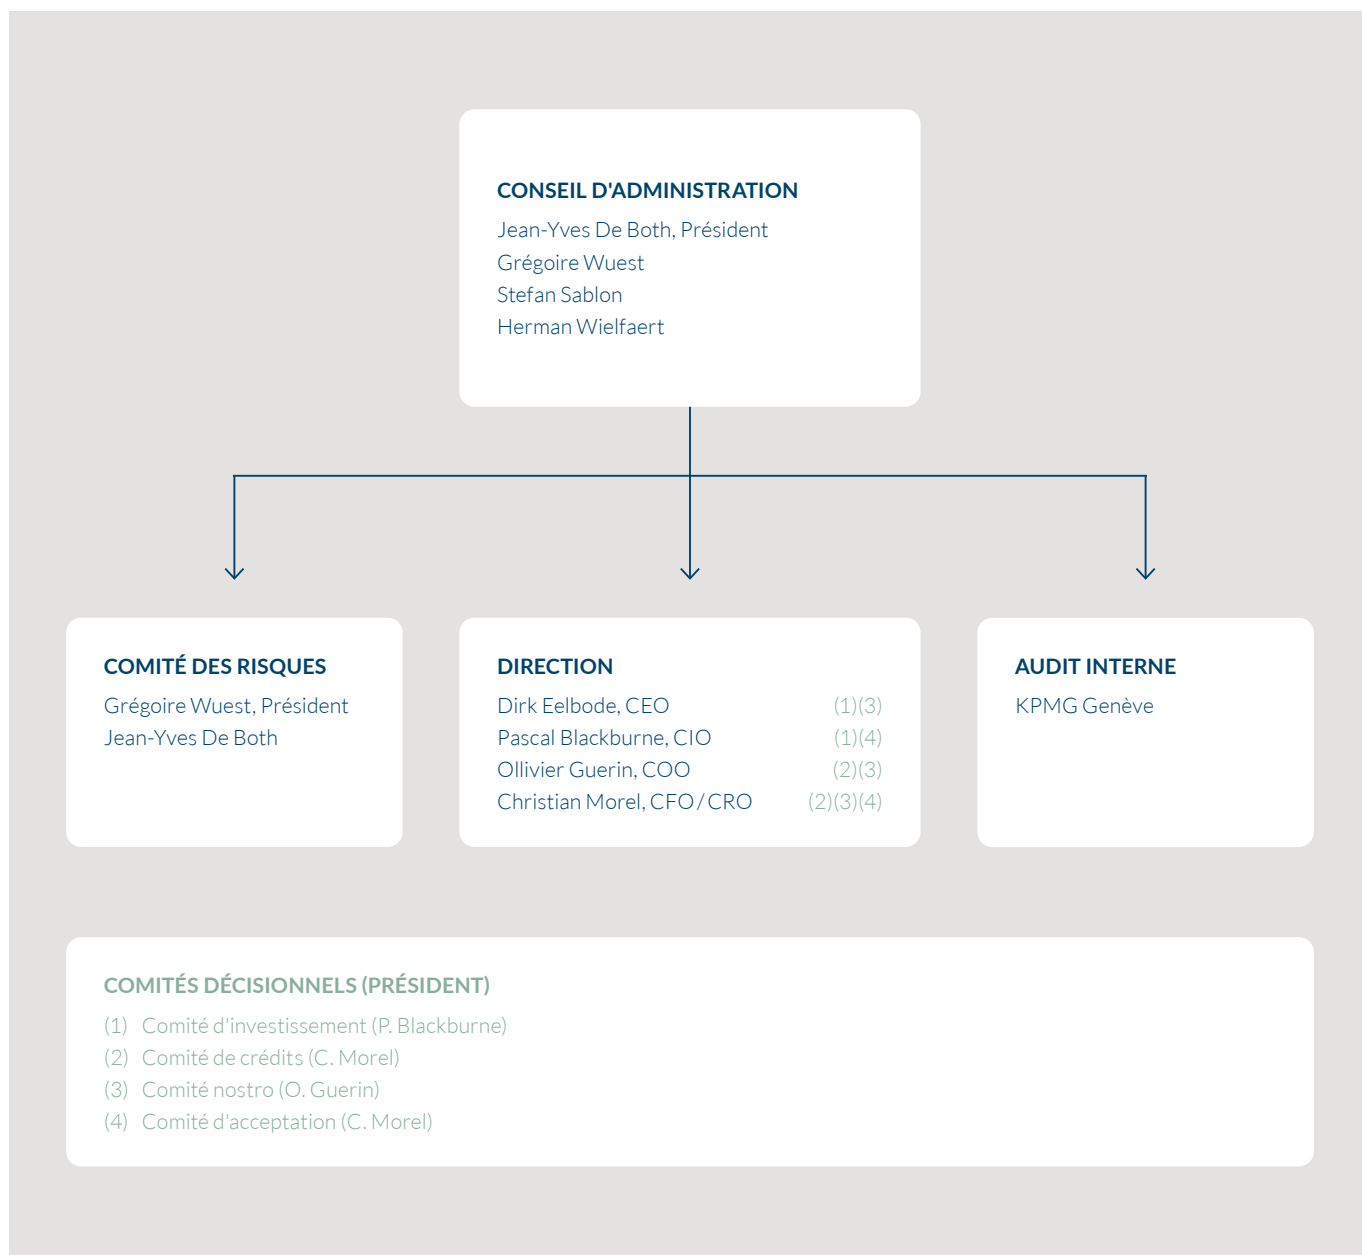 CONSEIL D'ADMINISTRATION
Jean-Yves De Both, Président
Grégoire Wuest
Stefan Sablon
Herman Wielfaert
COMITÉ DES RISQUES
Grégoire Wuest, Président
Jean-Yves De Both
DIRECTION
Dirk Eelbode, CEO (1)(3)
Pascal Blackburne, CIO (1)(4)
Ollivier Guerin, COO (2)(3)
Christian Morel, CFO / CRO (2)(3)(4)
AUDIT INTERNE
KPMG Genève
COMITÉS DÉCISIONNELS (PRÉSIDENT)
(1) Comité d'investissement (P. Blackburne)
(2) Comité de crédits (C. Morel)
(3) Comité nostro (O. Guerin)
(4) Comité d'acceptation (C. Morel)